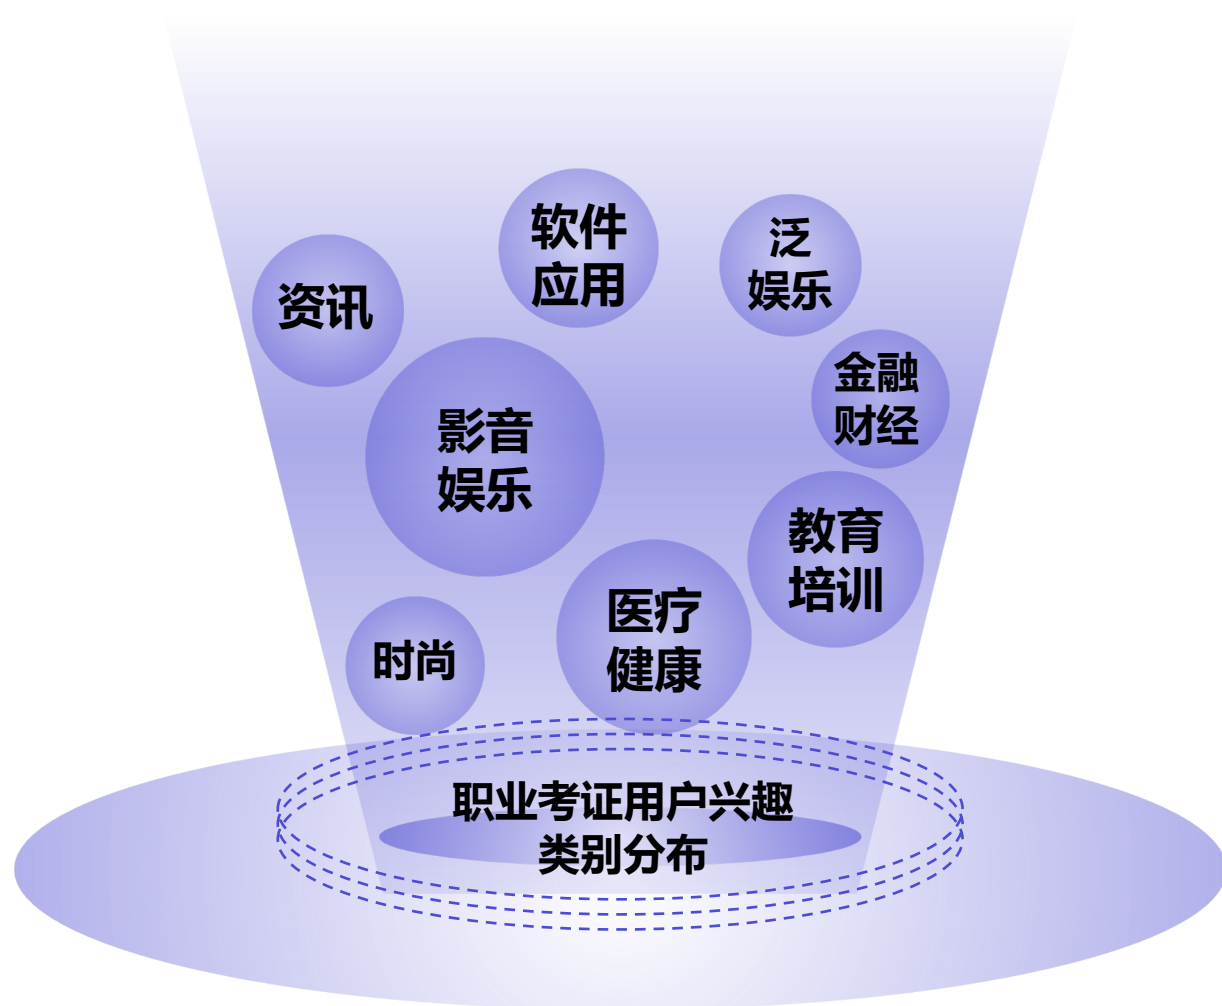 软件
应用
泛
娱乐
资讯
金融
财经
影音
娱乐
教育
培训
医疗
健康
时尚
职业考证用户兴趣
类别分布